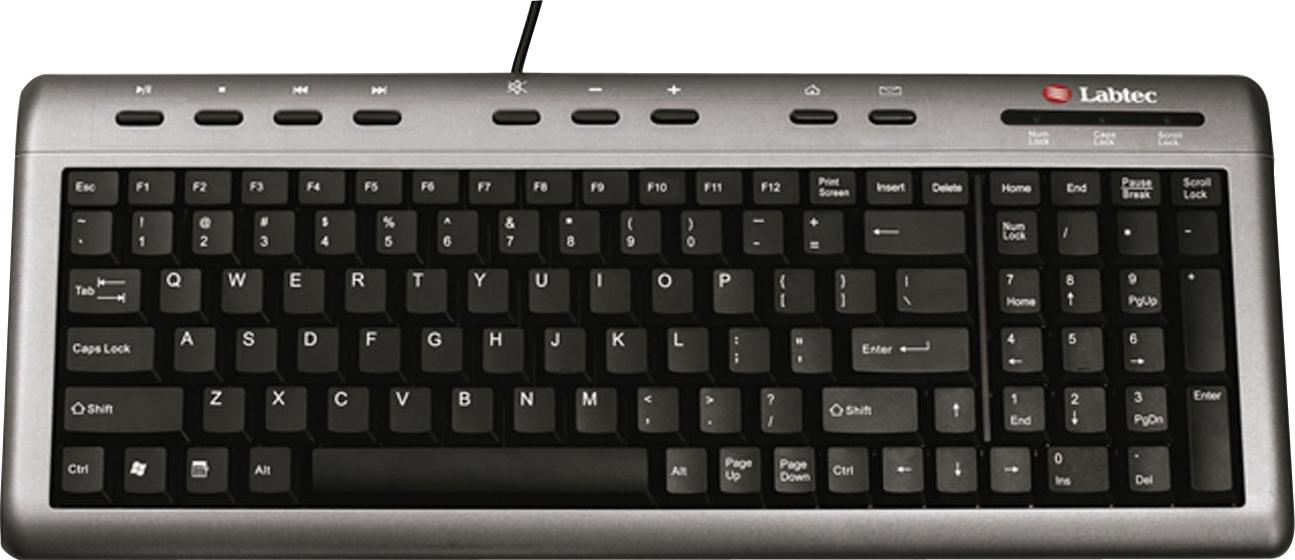 Labtec
Num Lock Caps Lock Scroll Lock
Esc F1 F2 F3 F4 F5 F6 F7 F8 F9 F10 F11 F12 Print Screen Insert Delete Home End Pause Break Scroll Lock
~ ! @ # $ % ^ & * ( ) — +
` 1 2 3 4 5 6 7 8 9 0 - = ← Num Lock / * -
Tab Q W E R T Y U I O P { [ } ] | \ 7 Home 8 ↑ 9 PgUp +
Caps Lock A S D F G H J K L : ; " ' Enter 4 ← 5 6 →
Shift Z X C V B N M < , > . ? / Shift ↑ 1 End 2 ↓ 3 PgDn Enter
Ctrl Alt Alt Page Up Page Down Ctrl ← ↓ → 0 Ins . Del